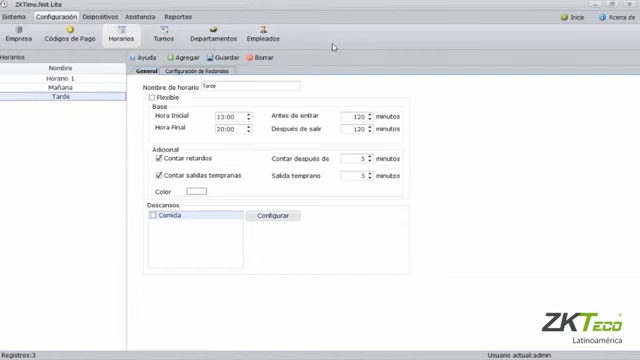 ZKTime.Net Lite
Sistema Configuración Dispositivos Asistencia Reportes
Inicio Acerca de
Empresa Códigos de Pago Horarios Turnos Departamentos Empleados
Horarios
Ayuda Agregar Guardar Borrar
Nombre
Horario 1
Mañana
Tarde
General Configuración de Redondeo
Nombre de horario Tarde
Flexible
Base
Hora Inicial 13:00 Antes de entrar 120 minutos
Hora Final 20:00 Después de salir 120 minutos
Adicional
Contar retardos Contar después de 5 minutos
Contar salidas tempranas Salida temprano 5 minutos
Color
Descansos
Comida Configurar
ZKTeco
Latinoamérica
Registros:3 Usuario actual:admin